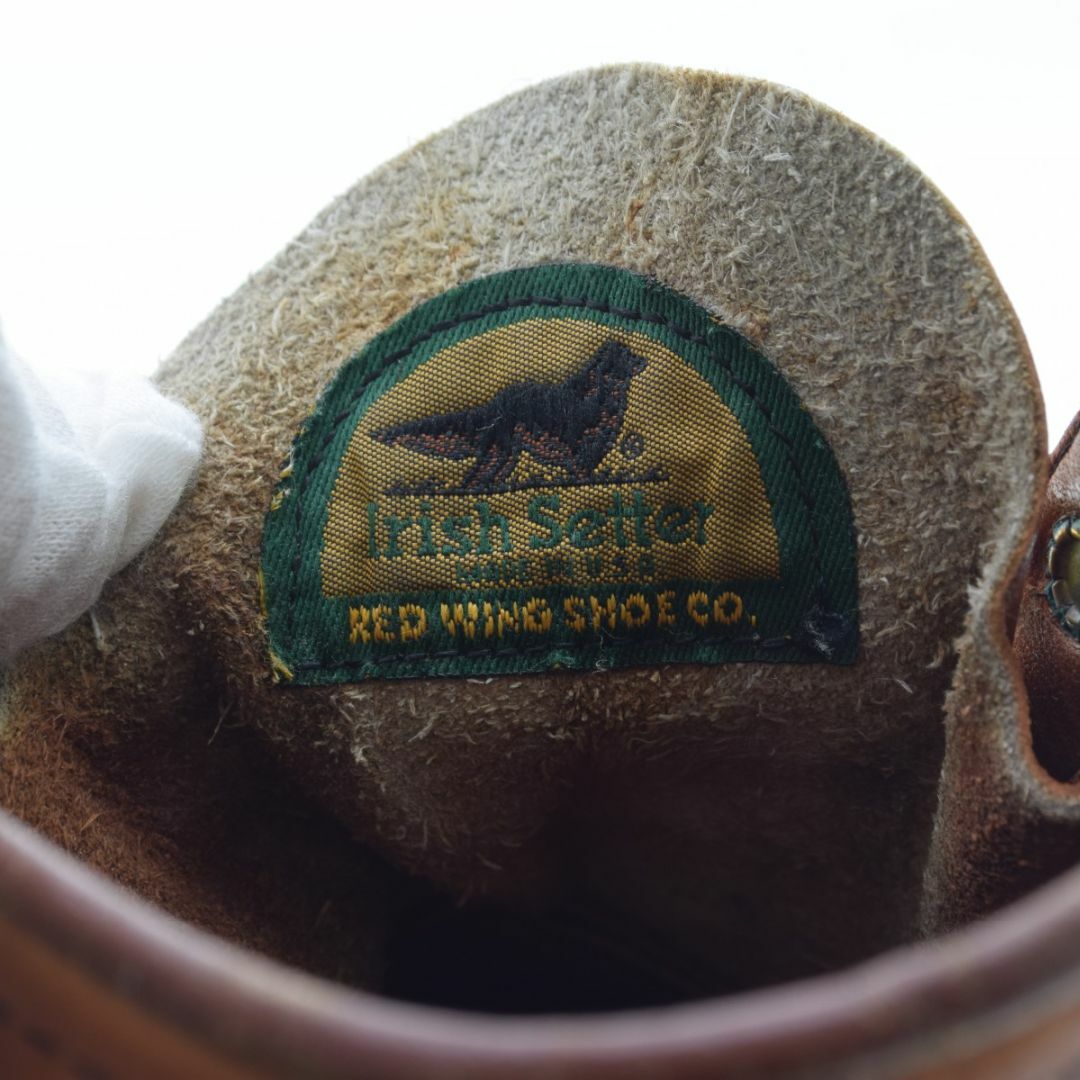 Irish Setter
MADE IN U.S.A
RED WING SHOE CO.